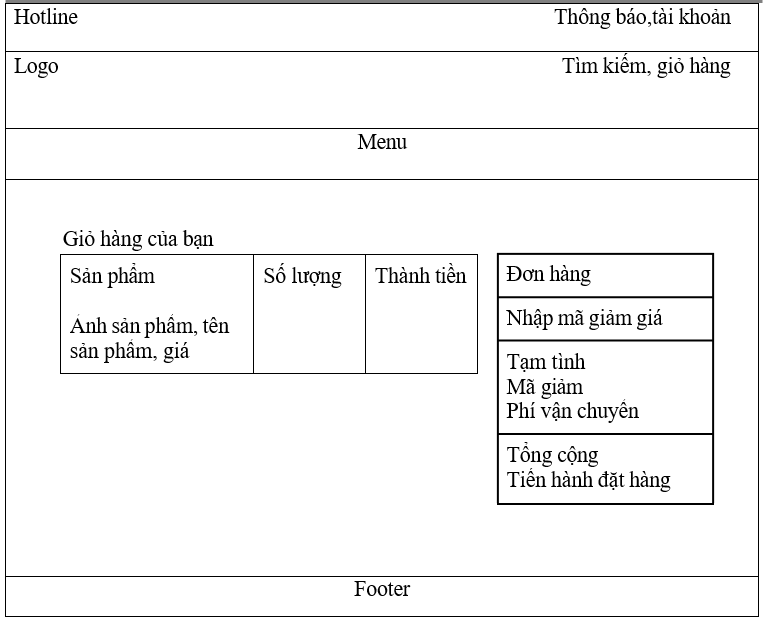 Hotline
Thông báo,tài khoản
Logo
Tìm kiếm, giỏ hàng
Menu
Giỏ hàng của bạn
Sản phẩm
Số lượng
Thành tiền
Ảnh sản phẩm, tên
sản phẩm, giá
Đơn hàng
Nhập mã giảm giá
Tạm tình
Mã giảm
Phí vận chuyển
Tổng cộng
Tiến hành đặt hàng
Footer